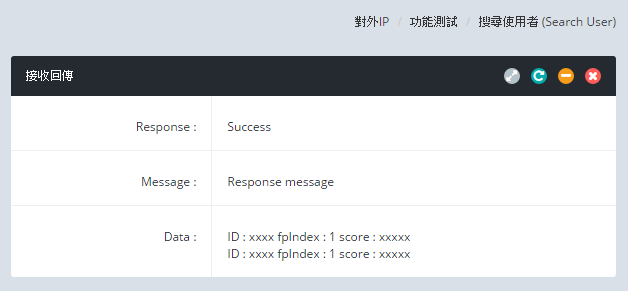 對外IP / 功能測試 / 搜尋使用者 (Search User)
接收回傳
Response : Success
Message : Response message
Data : ID : xxxx fpIndex : 1 score : xxxxx
ID : xxxx fpIndex : 1 score : xxxxx